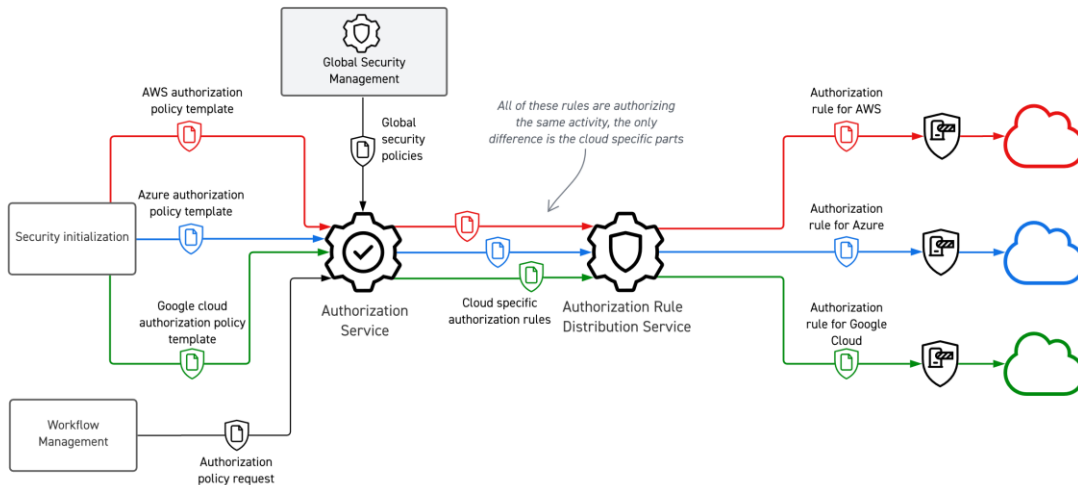 Global Security
Management
AWS authorization
policy template
Global
security
policies
All of these rules are authorizing
the same activity, the only
difference is the cloud specific parts
Authorization
rule for AWS
Azure authorization
policy template
Security initialization
Authorization
rule for Azure
Google cloud
authorization policy
template
Authorization
Service
Cloud specific
authorization rules
Authorization Rule
Distribution Service
Authorization
rule for Google
Cloud
Workflow
Management
Authorization
policy request